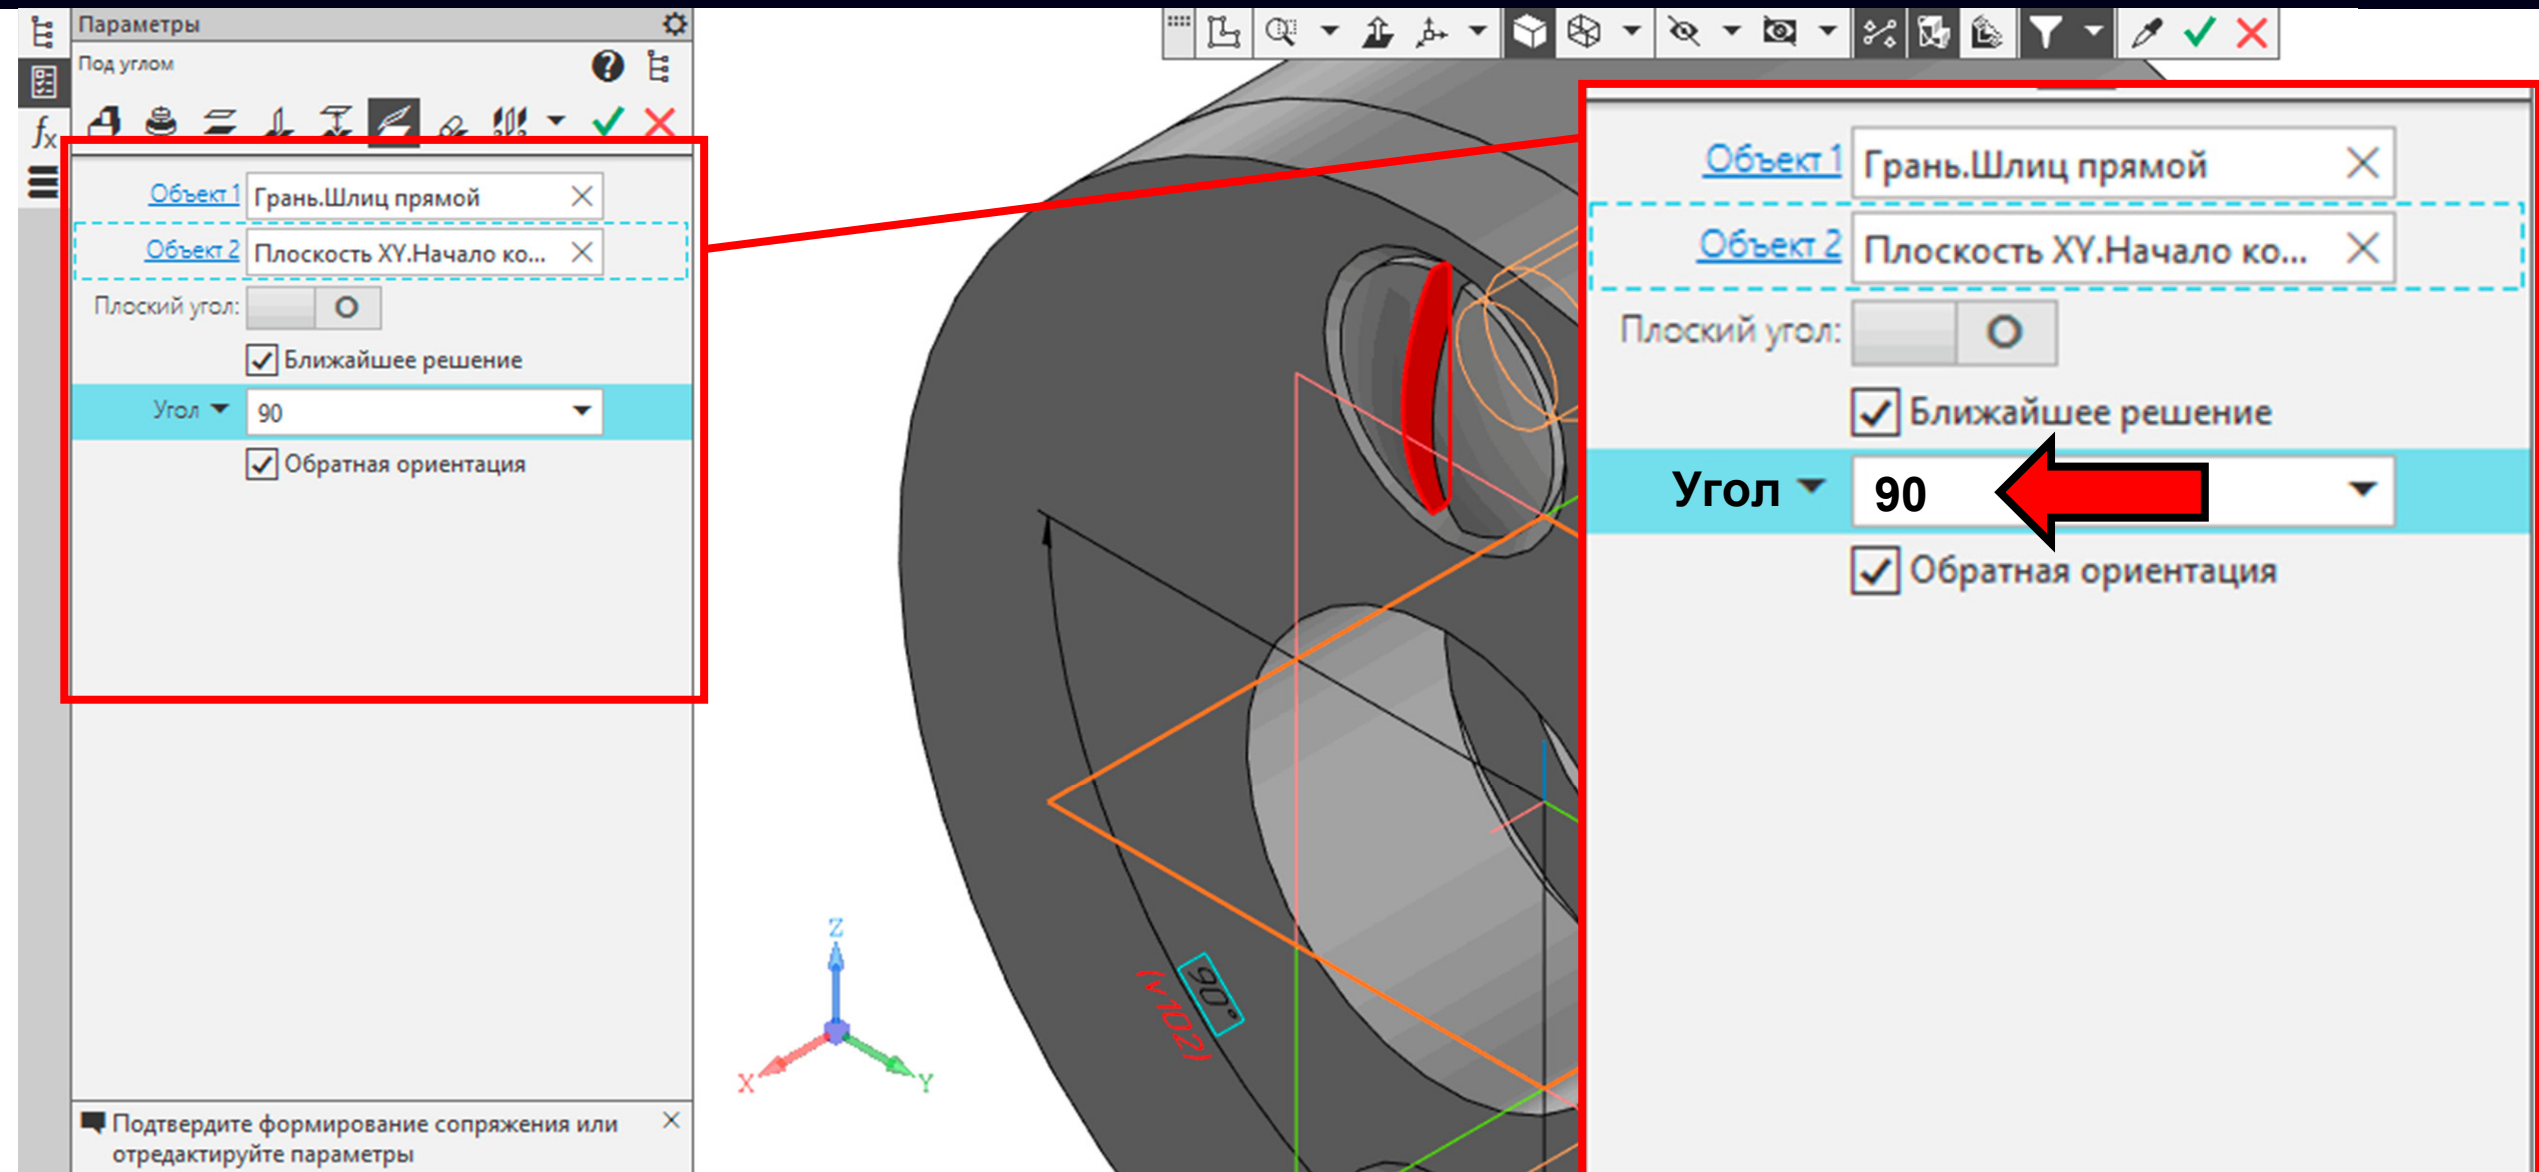 Параметры
Под углом
fx
Объект 1 Грань.Шлиц прямой
Объект 2 Плоскость XY.Начало ко...
Плоский угол:
Ближайшее решение
Угол 90
Обратная ориентация
Подтвердите формирование сопряжения или
отредактируйте параметры
Z
X
Y
90°
(v102)
Объект 1 Грань.Шлиц прямой
Объект 2 Плоскость XY.Начало ко...
Плоский угол:
Ближайшее решение
Угол 90
Обратная ориентация